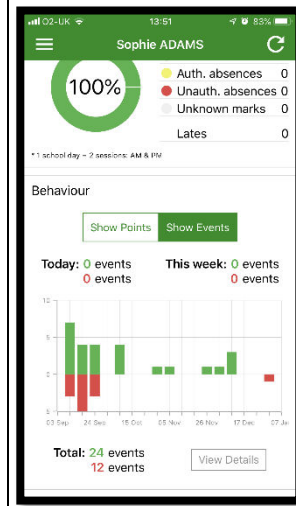 O2-UK 13:51 83%
Sophie ADAMS
100%
Auth. absences 0
Unauth. absences 0
Unknown marks 0
Lates 0
* 1 school day = 2 sessions: AM & PM
Behaviour
Show Points Show Events
Today: 0 events This week: 0 events
0 events 0 events
10
5
0
5
03 Sep 24 Sep 15 Oct 05 Nov 26 Nov 17 Dec 07 Ja
Total: 24 events
12 events
View Details